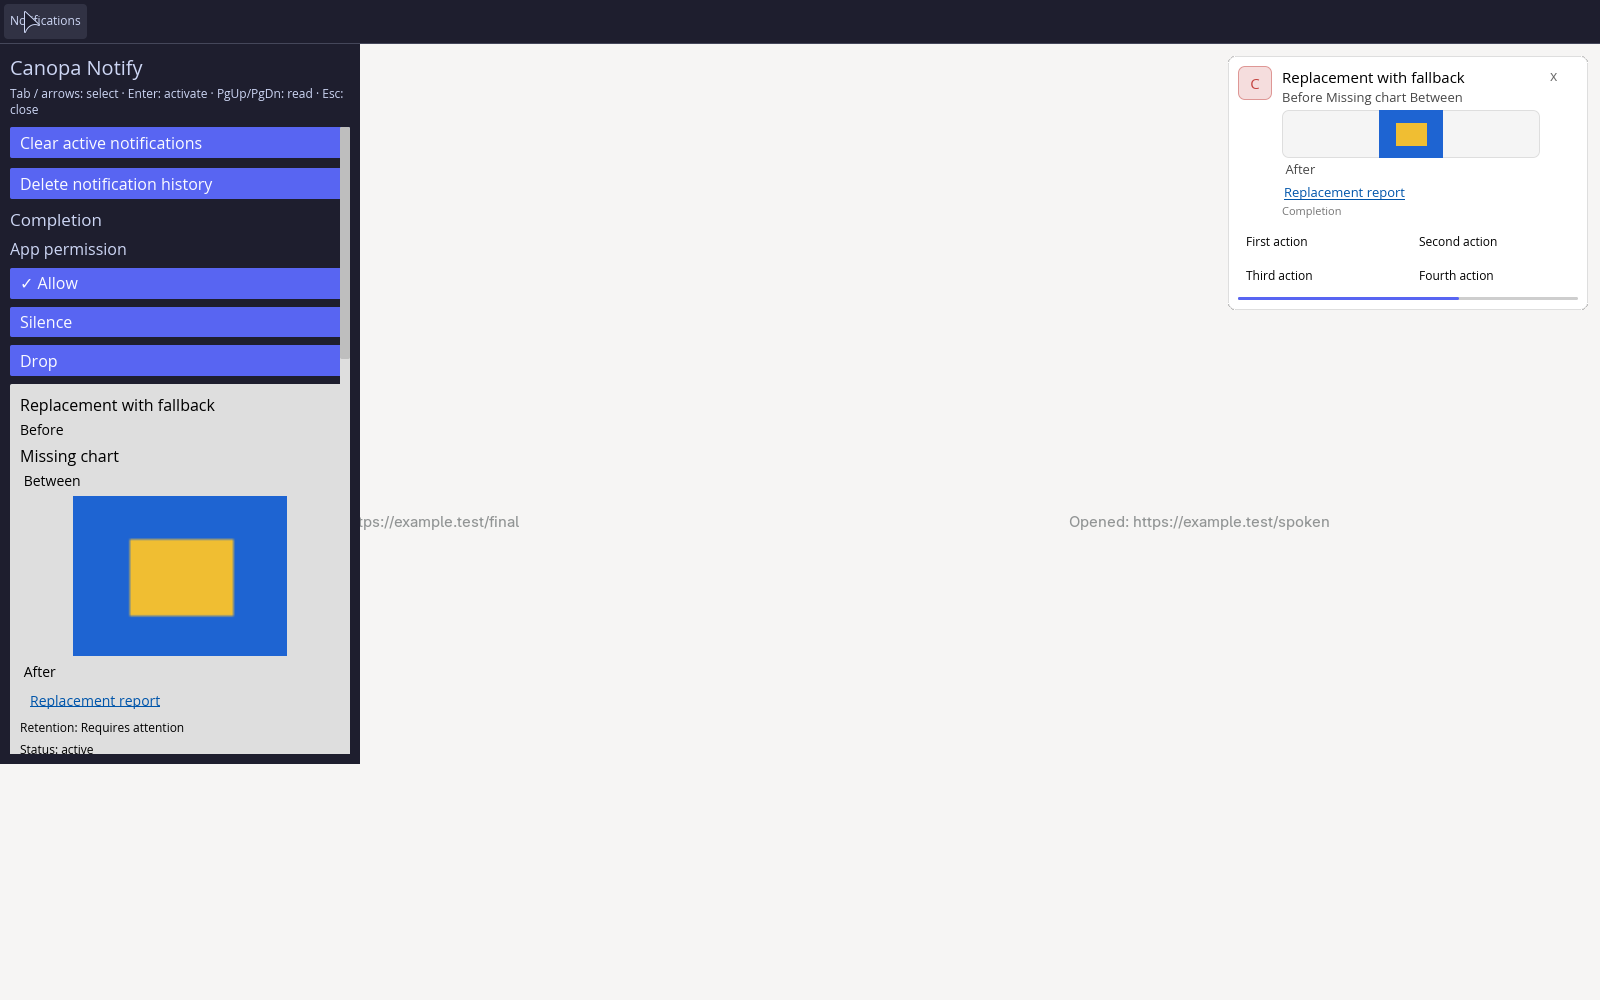 Notifications
Canopa Notify
Tab / arrows: select · Enter: activate · PgUp/PgDn: read · Esc:
close
Clear active notifications
Delete notification history
Completion
App permission
✓ Allow
Silence
Drop
Replacement with fallback
Before
Missing chart
Between
After
Replacement report
Retention: Requires attention
Status: active
tps://example.test/final
Opened: https://example.test/spoken
C
Replacement with fallback
x
Before Missing chart Between
After
Replacement report
Completion
First action
Second action
Third action
Fourth action